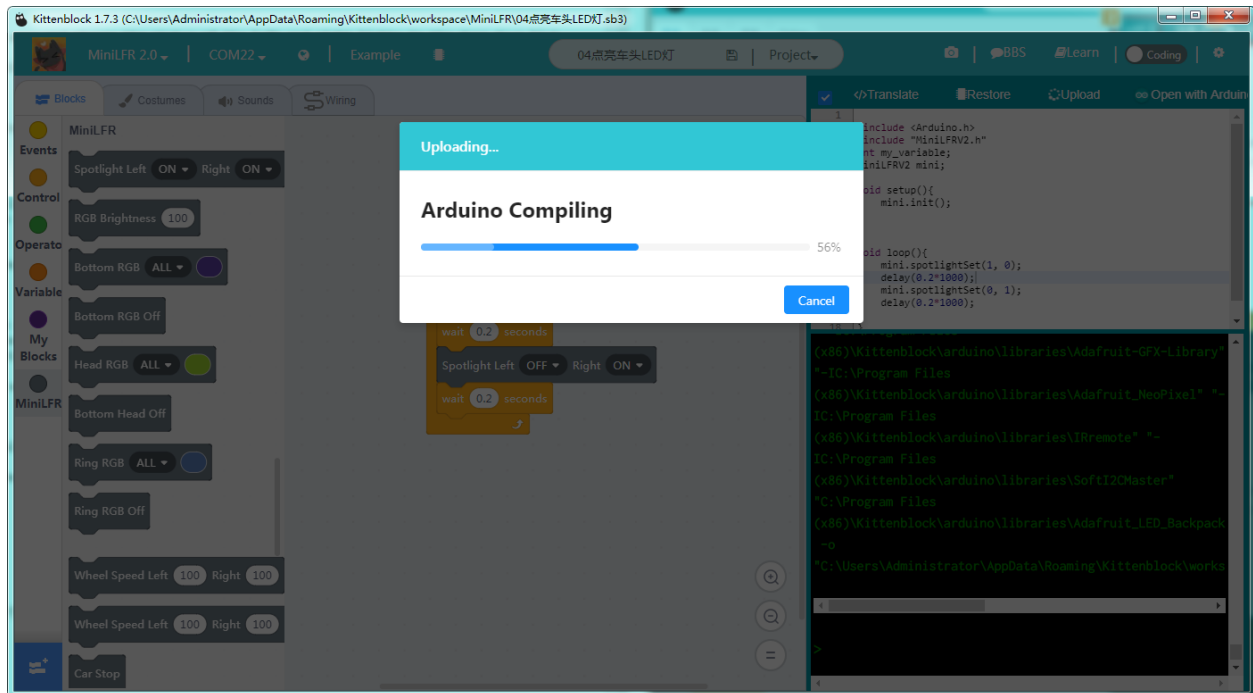 Kittenblock 1.7.3 (C:\Users\Administrator\AppData\Roaming\Kittenblock\workspace\MiniLFR\04点亮车头LED灯.sb3)
MiniLFR 2.0 COM22 Example 04点亮车头LED灯 Project BBS Learn Coding
Blocks Costumes Sounds Wiring
</>Translate Restore Upload Open with Arduin
Events
Control
Operato
Variable
My
Blocks
MiniLFR
MiniLFR
Spotlight Left ON Right ON
RGB Brightness 100
Bottom RGB ALL
Bottom RGB Off
Head RGB ALL
Bottom Head Off
Ring RGB ALL
Ring RGB Off
Wheel Speed Left 100 Right 100
Wheel Speed Left 100 Right 100
Car Stop
Uploading...
Arduino Compiling
56%
Cancel
wait 0.2 seconds
Spotlight Left OFF Right ON
wait 0.2 seconds
1
include <Arduino.h>
include "MiniLFRV2.h"
nt my_variable;
iniLFRV2 mini;
oid setup(){
mini.init();
oid loop(){
mini.spotlightSet(1, 0);
delay(0.2*1000);
mini.spotlightSet(0, 1);
delay(0.2*1000);
(x86)\Kittenblock\arduino\libraries\Adafruit-GFX-Library"
"-IC:\Program Files
(x86)\Kittenblock\arduino\libraries\Adafruit_NeoPixel" "-
IC:\Program Files
(x86)\Kittenblock\arduino\libraries\IRremote" "-
IC:\Program Files
(x86)\Kittenblock\arduino\libraries\SoftI2CMaster"
"C:\Program Files
(x86)\Kittenblock\arduino\libraries\Adafruit_LED_Backpack
-o
"C:\Users\Administrator\AppData\Roaming\Kittenblock\works
>